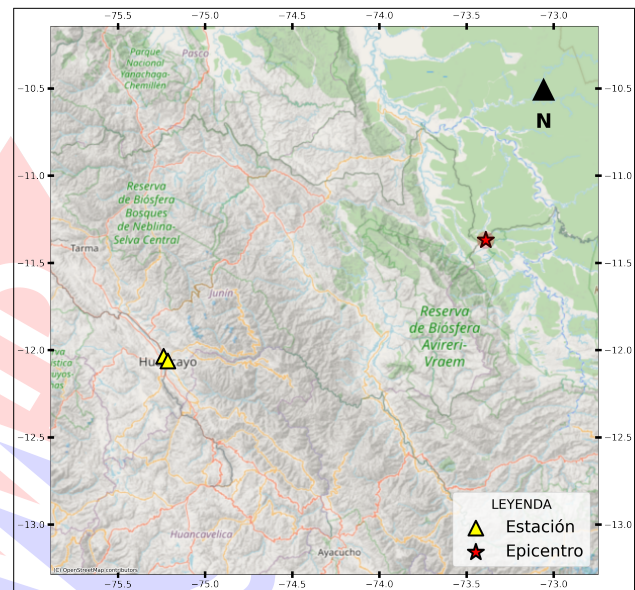 −75.5 −75.0 −74.5 −74.0 −73.5 −73.0
Parque
Nacional
Yanachaga
Chemillén
Pasco
−10.5 −10.5
N
−11.0 −11.0
Reserva
de Biósfera
Bosques
de Neblina-
Selva Central
Tarma
−11.5 −11.5
Junín
Reserva
de Biósfera
Avireri-
Vraem
−12.0 −12.0
−12.5 −12.5
−13.0 −13.0
Huancavelica
Ayacucho
LEYENDA
Estación
Epicentro
(C) OpenStreetMap contributors
−75.5 −75.0 −74.5 −74.0 −73.5 −73.0